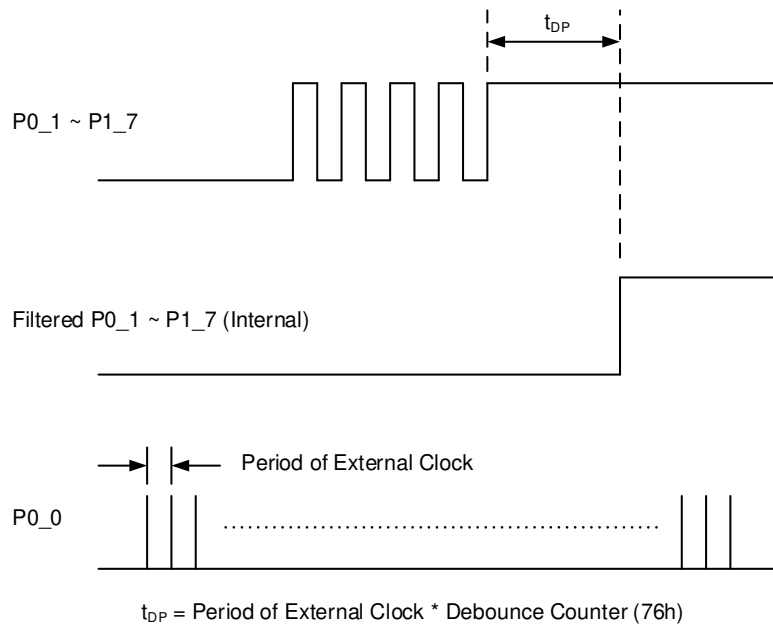 t_DP
P0_1 ~ P1_7
Filtered P0_1 ~ P1_7 (Internal)
Period of External Clock
P0_0
t_DP = Period of External Clock * Debounce Counter (76h)